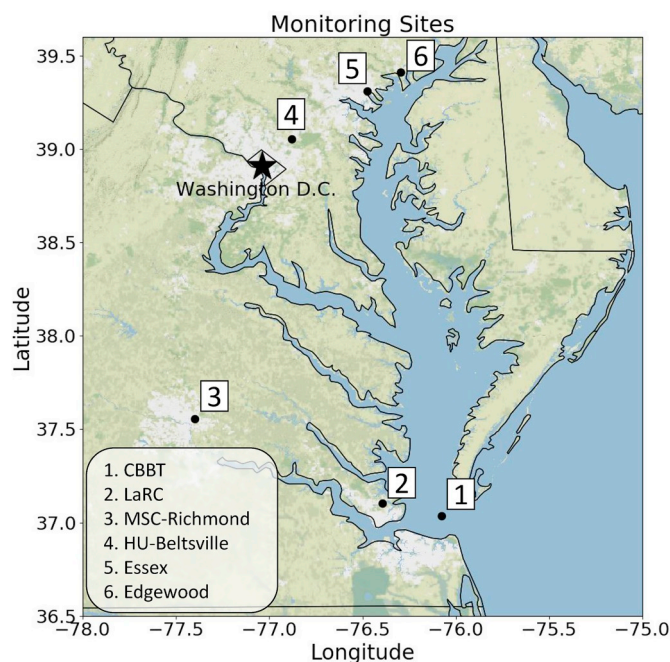 Monitoring Sites
39.5
39.0
38.5
38.0
37.5
37.0
36.5
Latitude
6
5
4
Washington D.C.
3
2
1
1. CBBT
2. LaRC
3. MSC-Richmond
4. HU-Beltsville
5. Essex
6. Edgewood
−78.0 −77.5 −77.0 −76.5 −76.0 −75.5 −75.0
Longitude